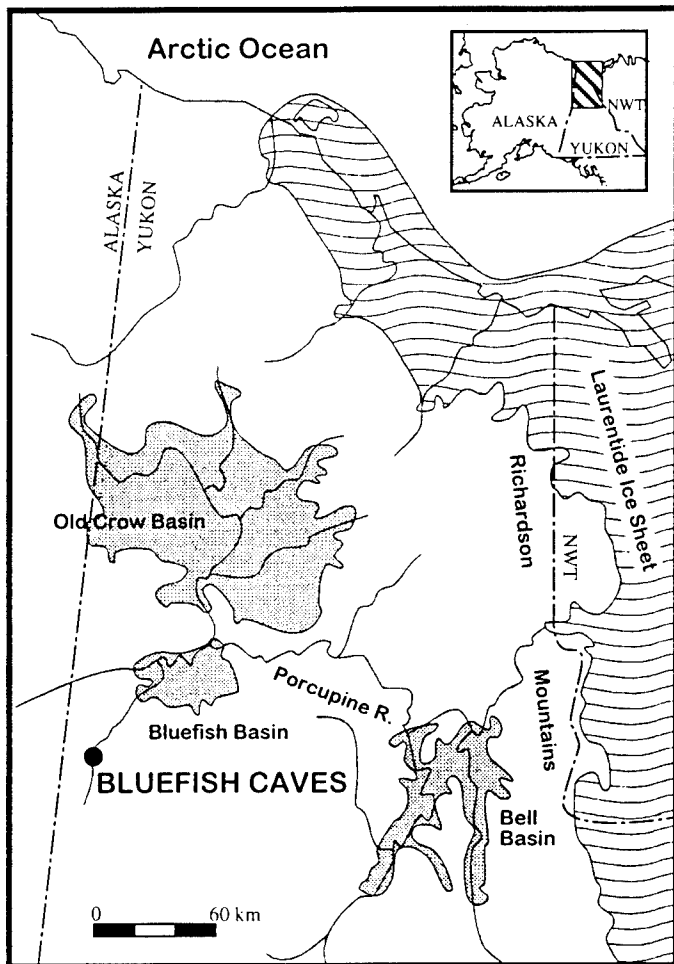 Arctic Ocean
ALASKA
NWT
YUKON
ALASKA
YUKON
Laurentide Ice Sheet
Richardson
NWT
Old Crow Basin
Mountains
Porcupine R.
Bluefish Basin
BLUEFISH CAVES
Bell
Basin
0 60 km